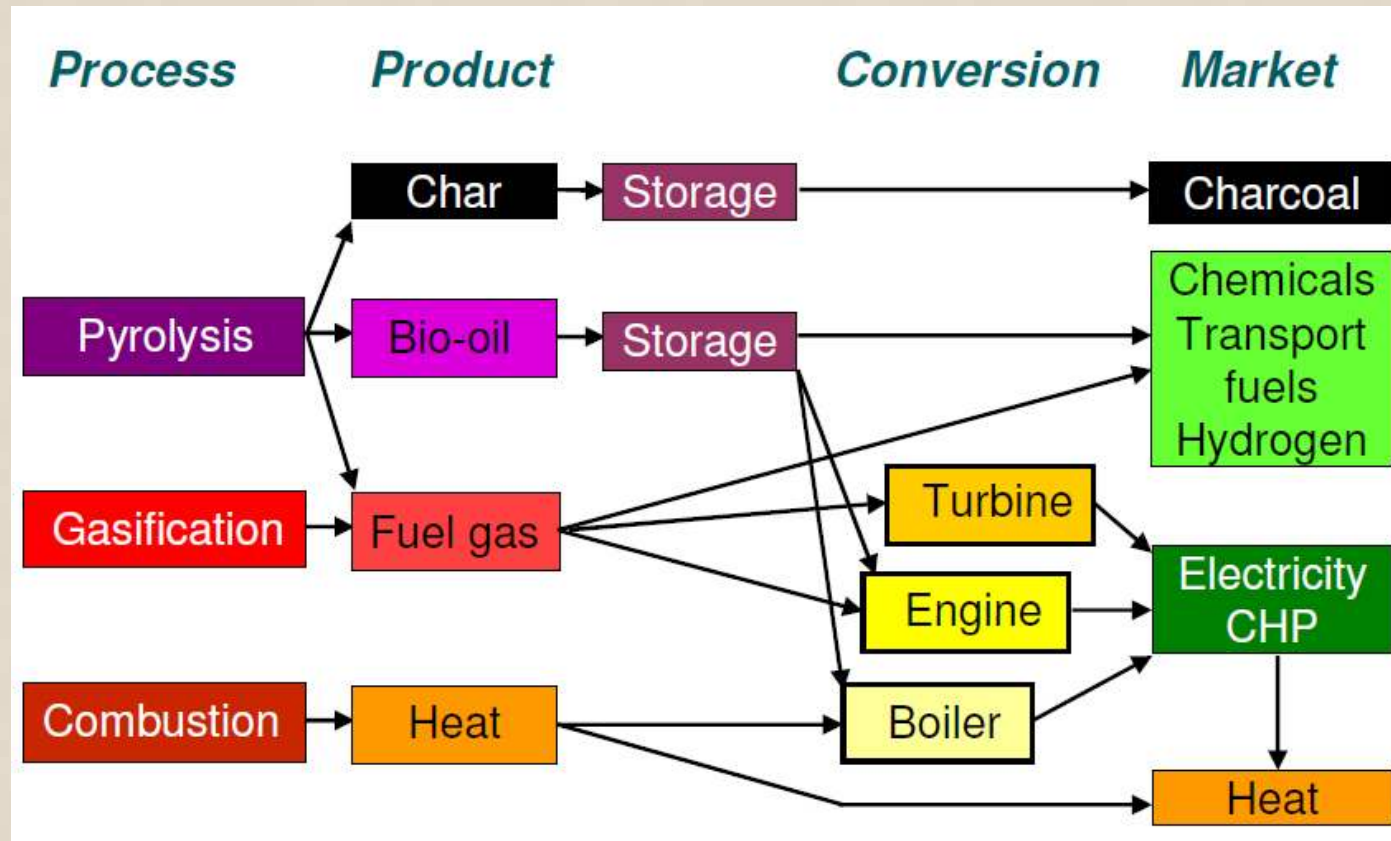 Process Product Conversion Market
Char Storage Charcoal
Pyrolysis Bio-oil Storage Chemicals
Transport
fuels
Hydrogen
Gasification Fuel gas Turbine
Engine Electricity
CHP
Combustion Heat Boiler
Heat